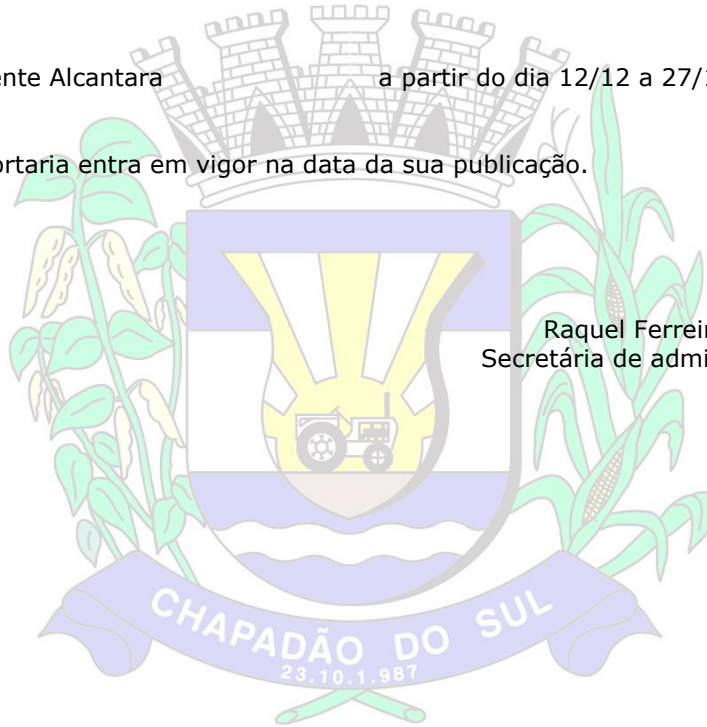 ente Alcantara a partir do dia 12/12 a 27/
ortaria entra em vigor na data da sua publicação.
Raquel Ferrei
Secretária de admi
CHAPADÃO DO SUL
23.10.1.987